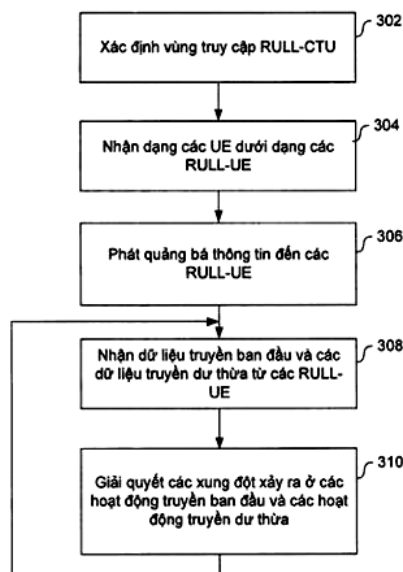 302
Xác định vùng truy cập RULL-CTU
304
Nhận dạng các UE dưới dạng các
RULL-UE
306
Phát quảng bá thông tin đến các
RULL-UE
308
Nhận dữ liệu truyền ban đầu và các
dữ liệu truyền dư thừa từ các RULL-
UE
310
Giải quyết các xung đột xảy ra ở các
hoạt động truyền ban đầu và các hoạt
động truyền dư thừa